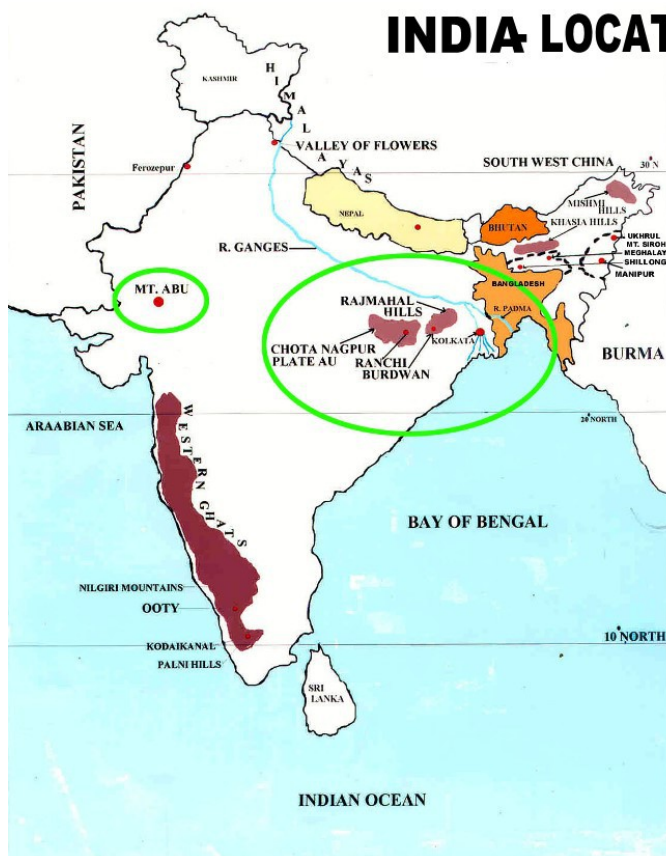 INDIA LOCAT
KASHMIR
HIMALAYAS
PAKISTAN
VALLEY OF FLOWERS
Ferozepur
SOUTH WEST CHINA
30 N
MISHMI
HILLS
KHASIA HILLS
NEPAL
BHUTAN
UKHRUL
MT. SIROH
MEGHALAY
SHILLONG
MANIPUR
R. GANGES
BANGLADESH
MT. ABU
RAJMAHAL
HILLS
R. PADMA
KOLKATA
CHOTA NAGPUR
PLATE AU
RANCHI
BURDWAN
BURMA
ARAABIAN SEA
20 NORTH
WESTERN GHATS
BAY OF BENGAL
NILGIRI MOUNTAINS
OOTY
10 NORTH
KODAIKANAL
PALNI HILLS
SRI
LANKA
INDIAN OCEAN